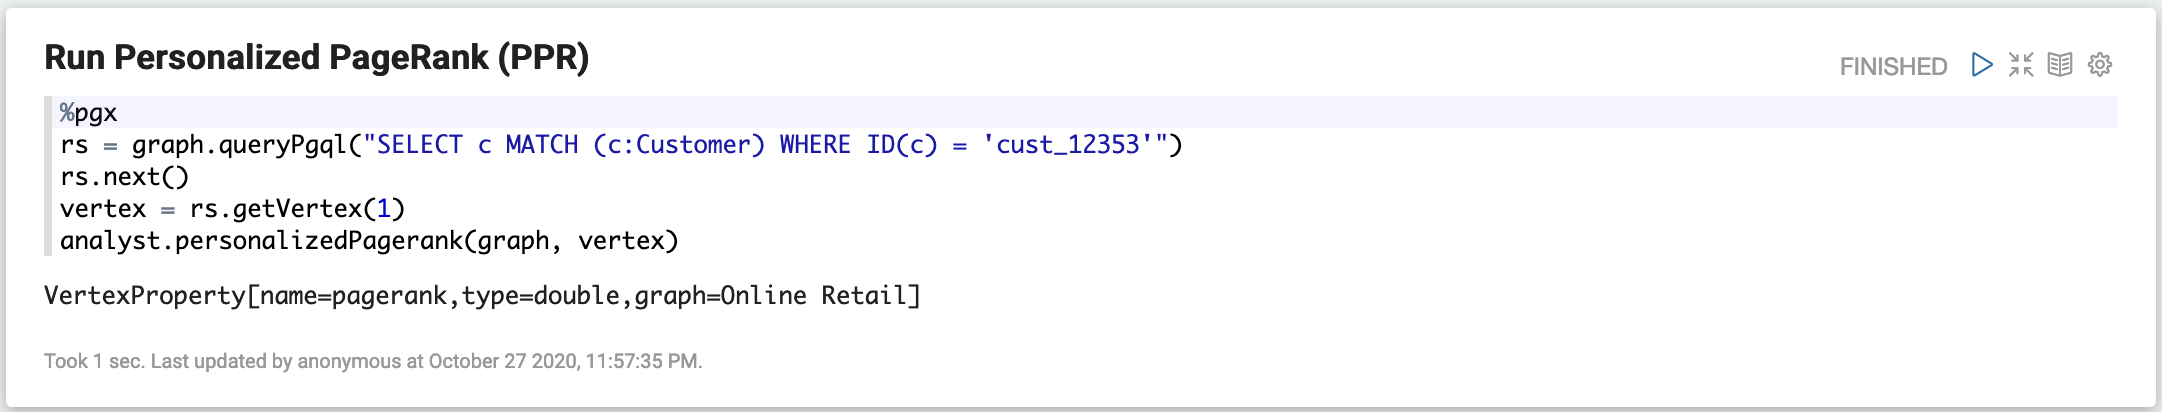 Run Personalized PageRank (PPR)
FINISHED
%pgx
rs = graph.queryPgql("SELECT c MATCH (c:Customer) WHERE ID(c) = 'cust_12353'")
rs.next()
vertex = rs.getVertex(1)
analyst.personalizedPagerank(graph, vertex)
VertexProperty[name=pagerank,type=double,graph=Online Retail]
Took 1 sec. Last updated by anonymous at October 27 2020, 11:57:35 PM.